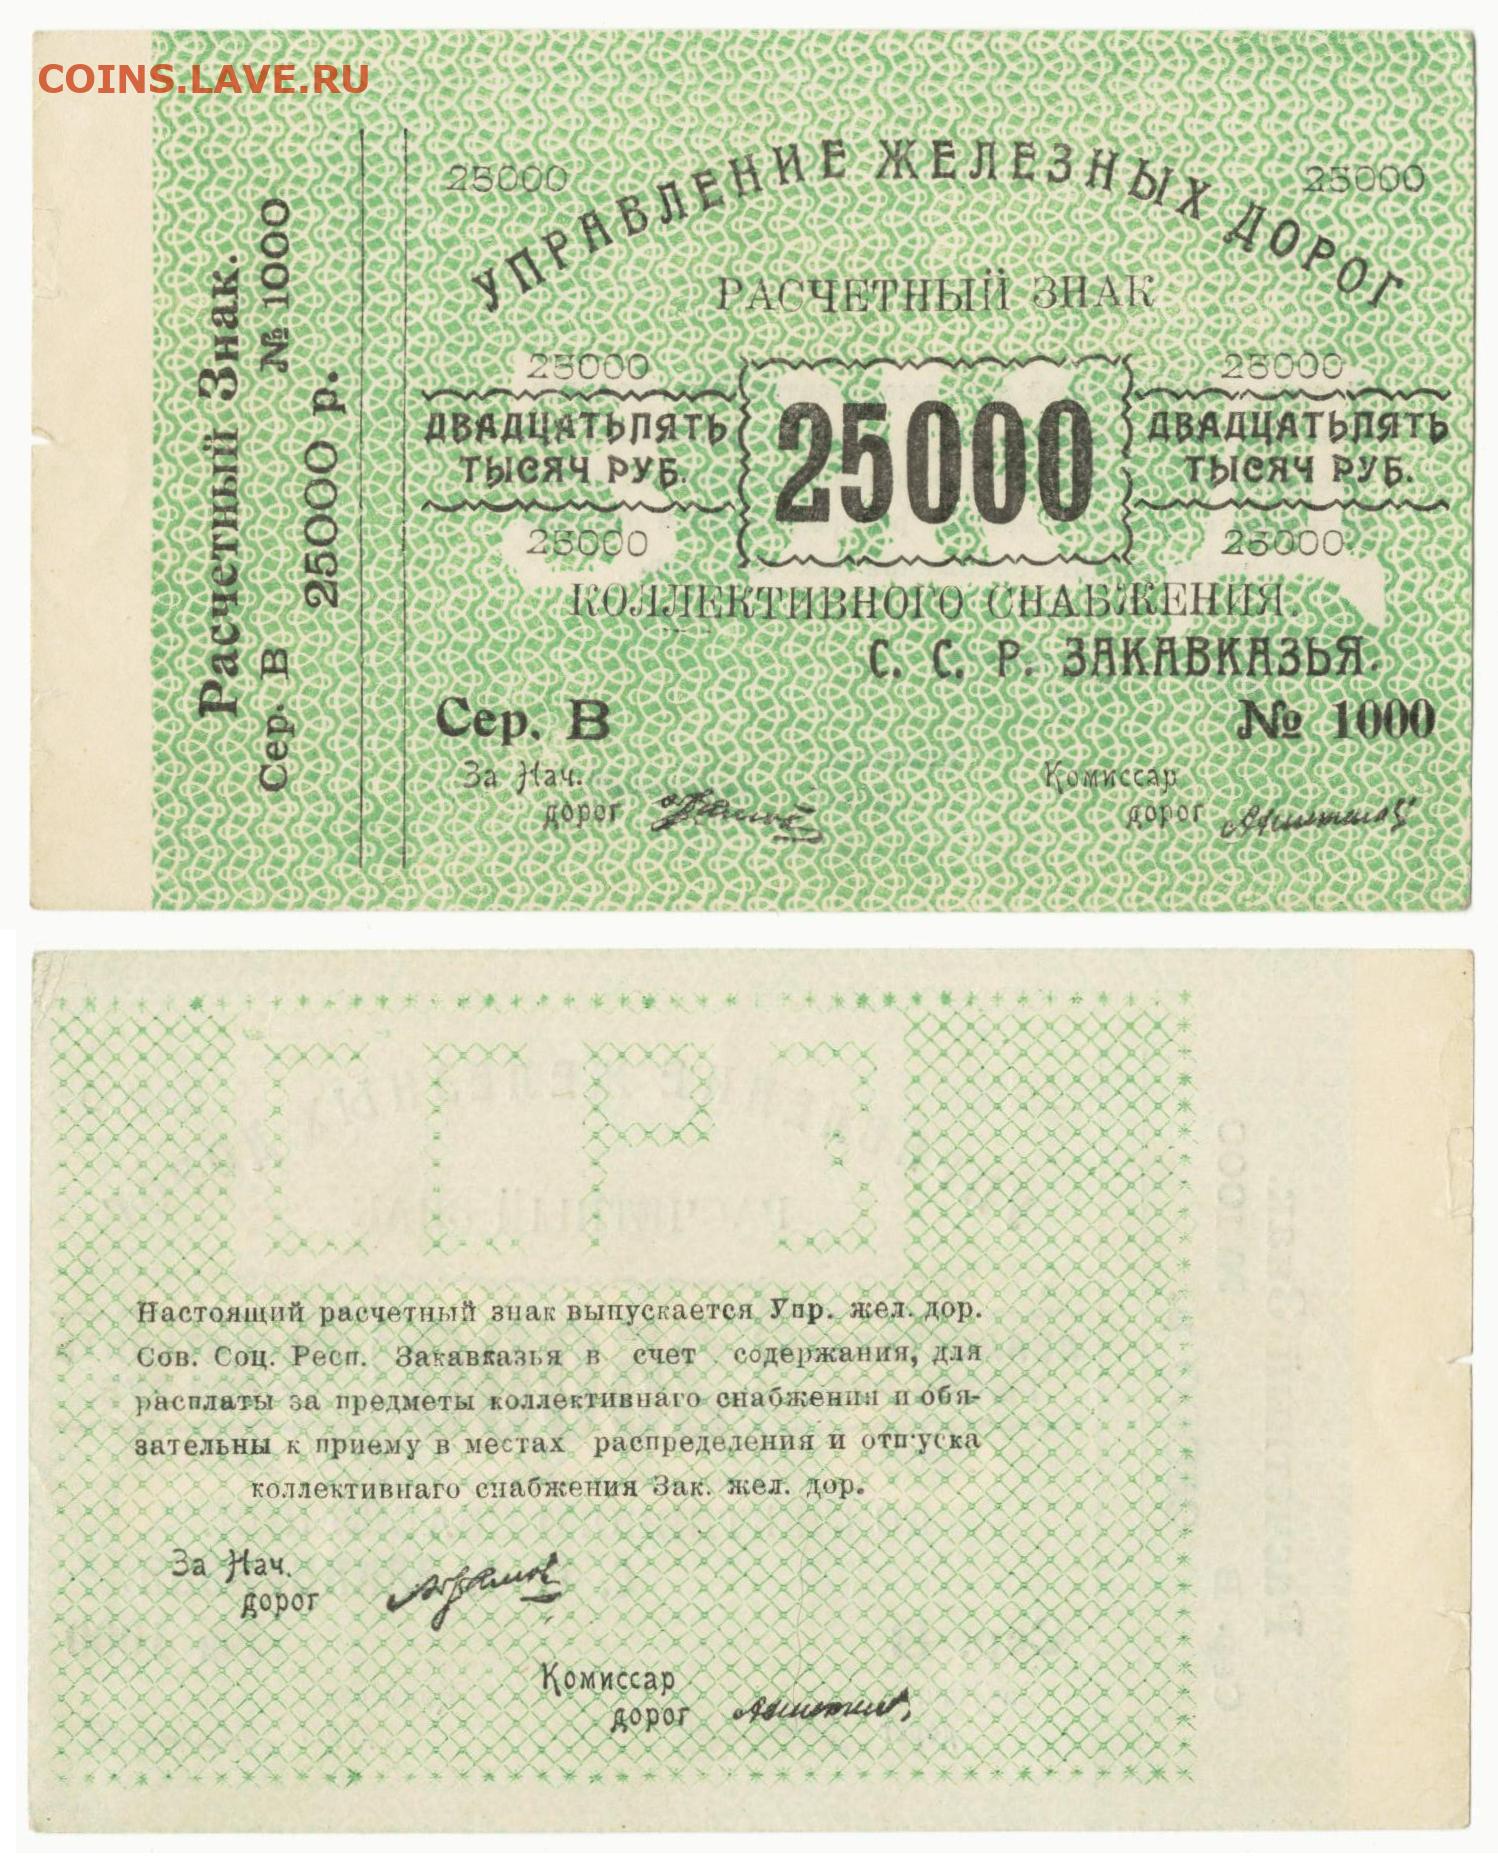 COINS.LAVE.RU
Расчетный Знак.
Сер. В № 1000
25000 р.
25000 25000
УПРАВЛЕНИЕ ЖЕЛЕЗНЫХ ДОРОГ
РАСЧЕТНЫЙ ЗНАК
25000 25000
ДВАДЦАТЬПЯТЬ
ТЫСЯЧ РУБ.
25000
ДВАДЦАТЬПЯТЬ
ТЫСЯЧ РУБ.
25000 25000
КОЛЛЕКТИВНОГО СНАБЖЕНИЯ.
С. С. Р. ЗАКАВКАЗЬЯ.
Сер. В № 1000
За Нач.
дорог
Комиссар
дорог
Настоящий расчетный знак выпускается Упр. жел. дор.
Сов. Соц. Респ. Закавказья в счет содержания, для
расплаты за предметы коллективнаго снабжения и обя-
зательны к приему в местах распределения и отпуска
коллективнаго снабжения Зак. жел. дор.
За Нач.
дорог
Комиссар
дорог